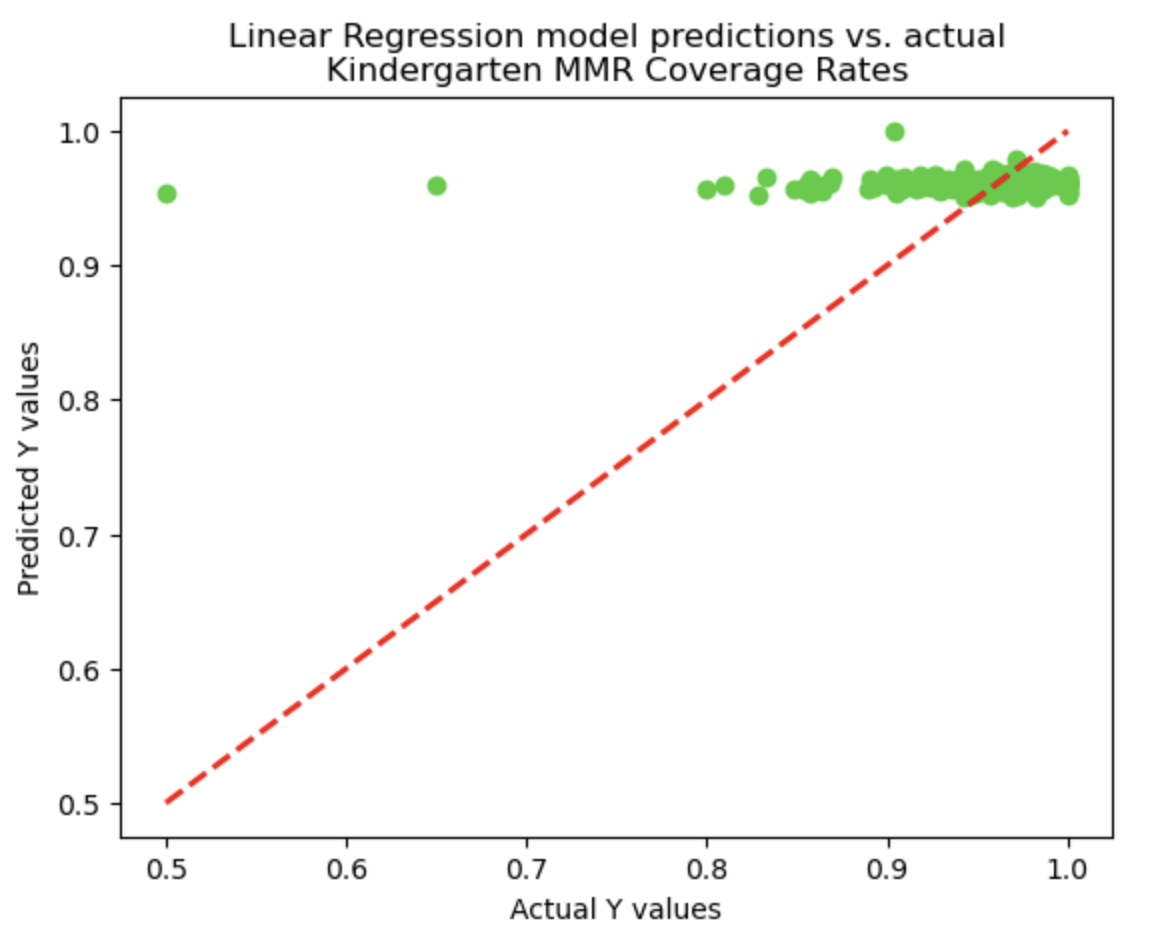 Linear Regression model predictions vs. actual
Kindergarten MMR Coverage Rates
1.0
0.9
0.8
0.7
0.6
0.5
Predicted Y values
0.5 0.6 0.7 0.8 0.9 1.0
Actual Y values